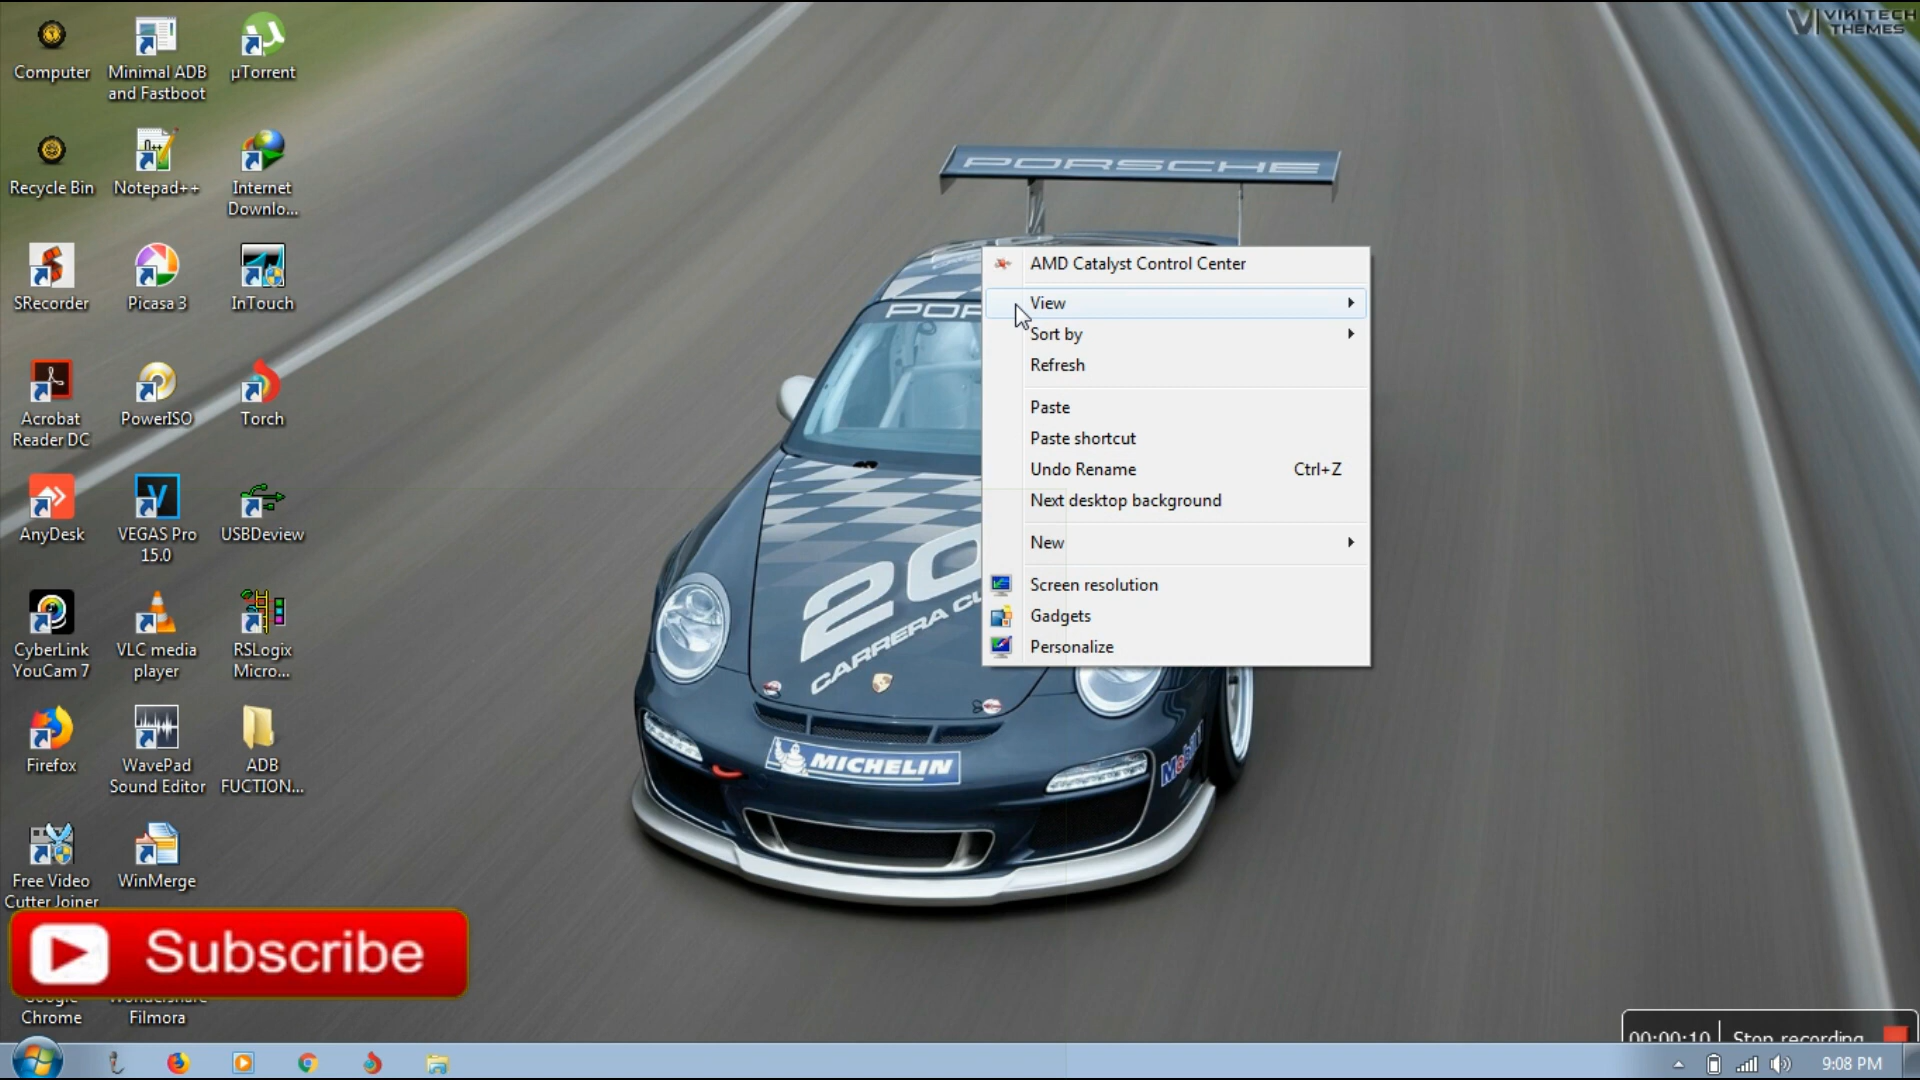 VIKITECH
THEMES
Computer
Minimal ADB
and Fastboot
µTorrent
Recycle Bin
Notepad++
Internet
Downlo...
SRecorder
Picasa 3
InTouch
Acrobat
Reader DC
PowerISO
Torch
AnyDesk
VEGAS Pro
15.0
USBDeview
CyberLink
YouCam 7
VLC media
player
RSLogix
Micro...
Firefox
WavePad
Sound Editor
ADB
FUCTION...
Free Video
Cutter Joiner
WinMerge
Subscribe
Google
Chrome
Wondershare
Filmora
PORSCHE
AMD Catalyst Control Center
View
Sort by
Refresh
Paste
Paste shortcut
Undo Rename Ctrl+Z
Next desktop background
New
Screen resolution
Gadgets
Personalize
CARRERA
MICHELIN
Mobil 1
00:00:10 Stop recording
9:08 PM